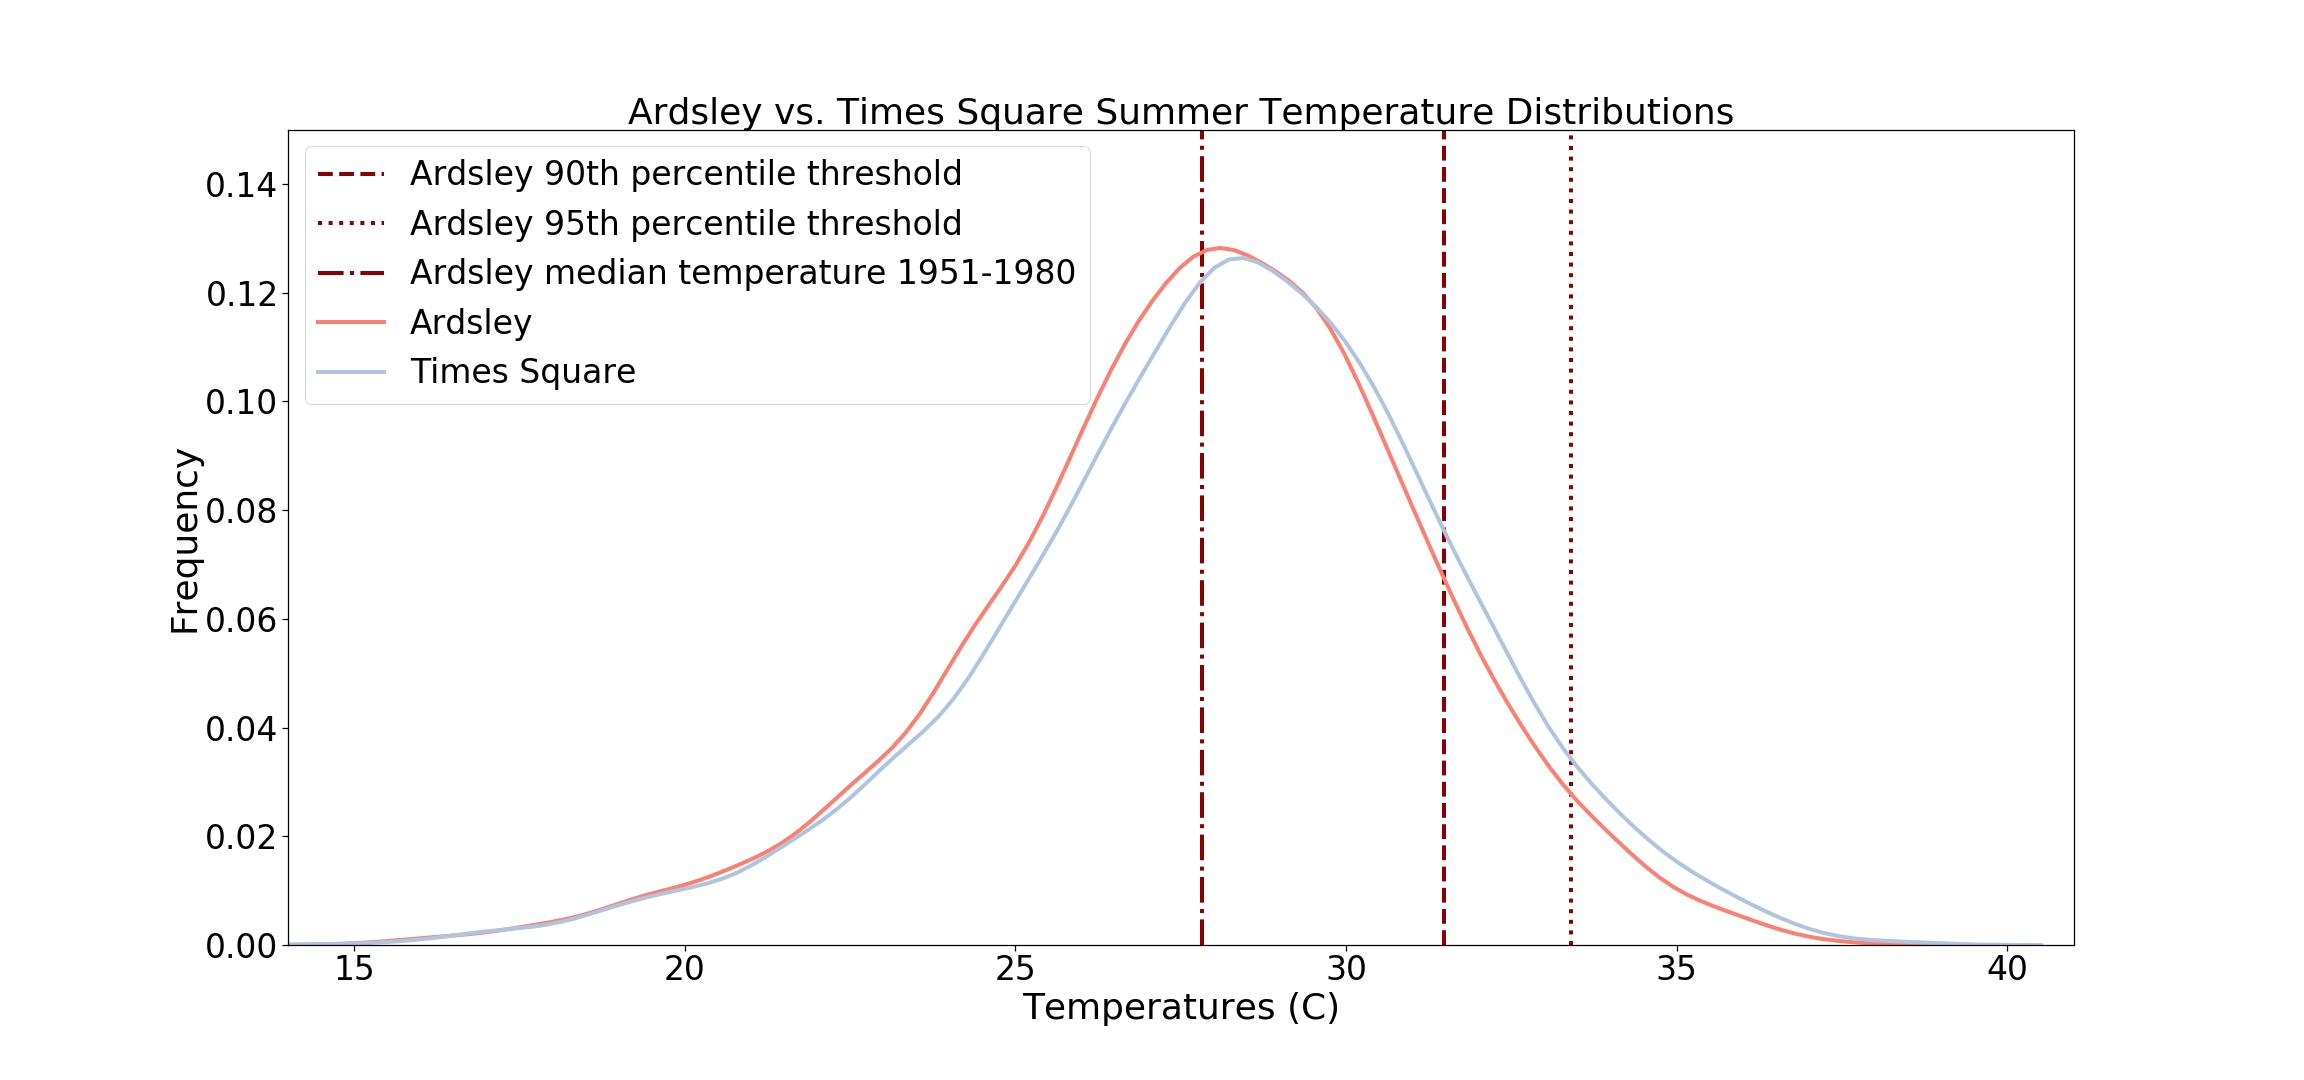 Ardsley vs. Times Square Summer Temperature Distributions
Ardsley 90th percentile threshold
Ardsley 95th percentile threshold
Ardsley median temperature 1951-1980
Ardsley
Times Square
0.14
0.12
0.10
0.08
0.06
0.04
0.02
0.00
Frequency
15 20 25 30 35 40
Temperatures (C)